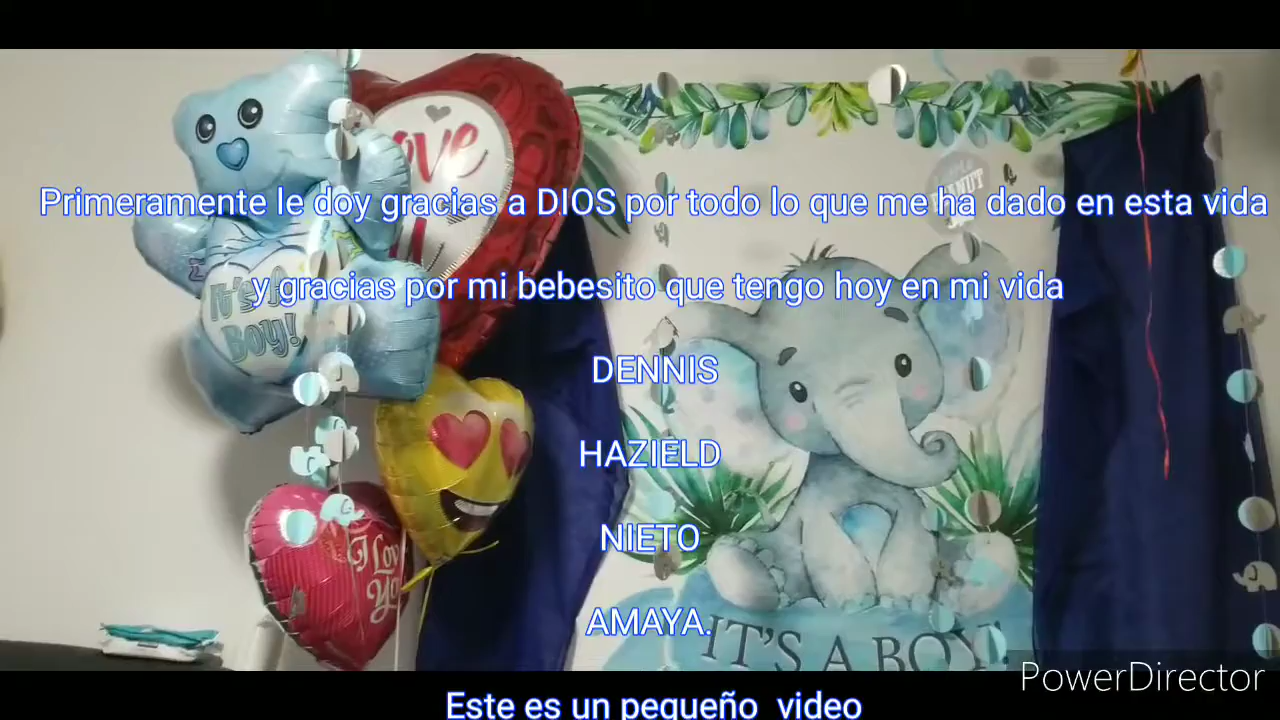 Primeramente le doy gracias a DIOS por todo lo que me ha dado en esta vida
y gracias por mi bebesito que tengo hoy en mi vida
DENNIS
HAZIELD
NIETO
AMAYA.
Este es un pequeño video
Love
It's A
Boy!
PEANUT
I Love
You
IT'S A BOY!
PowerDirector